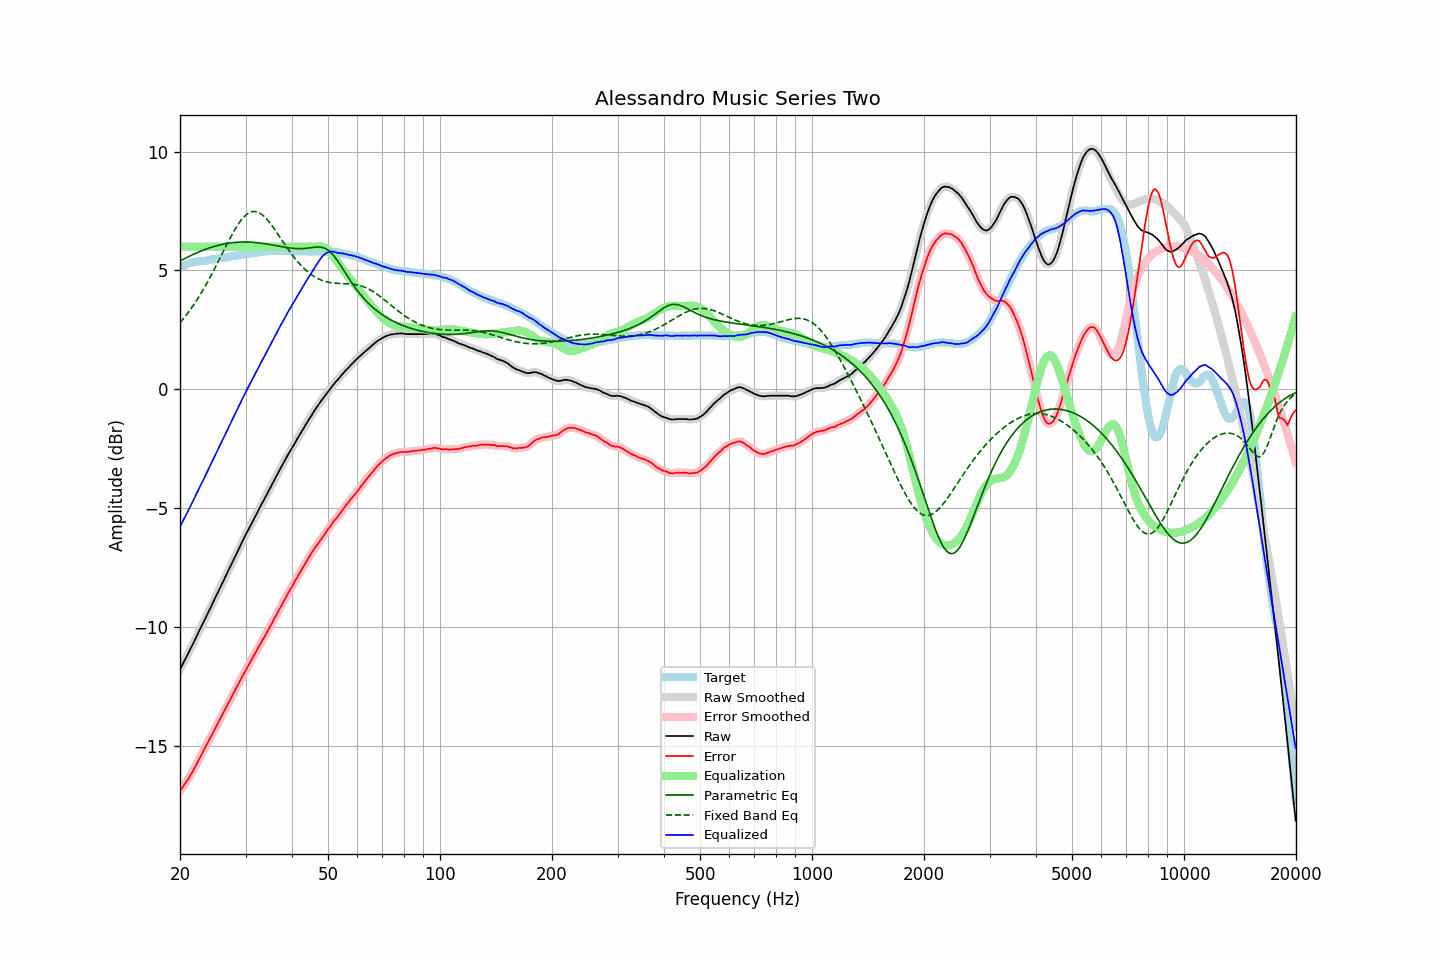 Alessandro Music Series Two
Amplitude (dBr)
10
5
0
−5
−10
−15
Target
Raw Smoothed
Error Smoothed
Raw
Error
Equalization
Parametric Eq
Fixed Band Eq
Equalized
20 50 100 200 500 1000 2000 5000 10000 20000
Frequency (Hz)